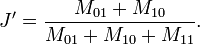 J' = \frac{M_{01} + M_{10}}{M_{01} + M_{10} + M_{11}}.